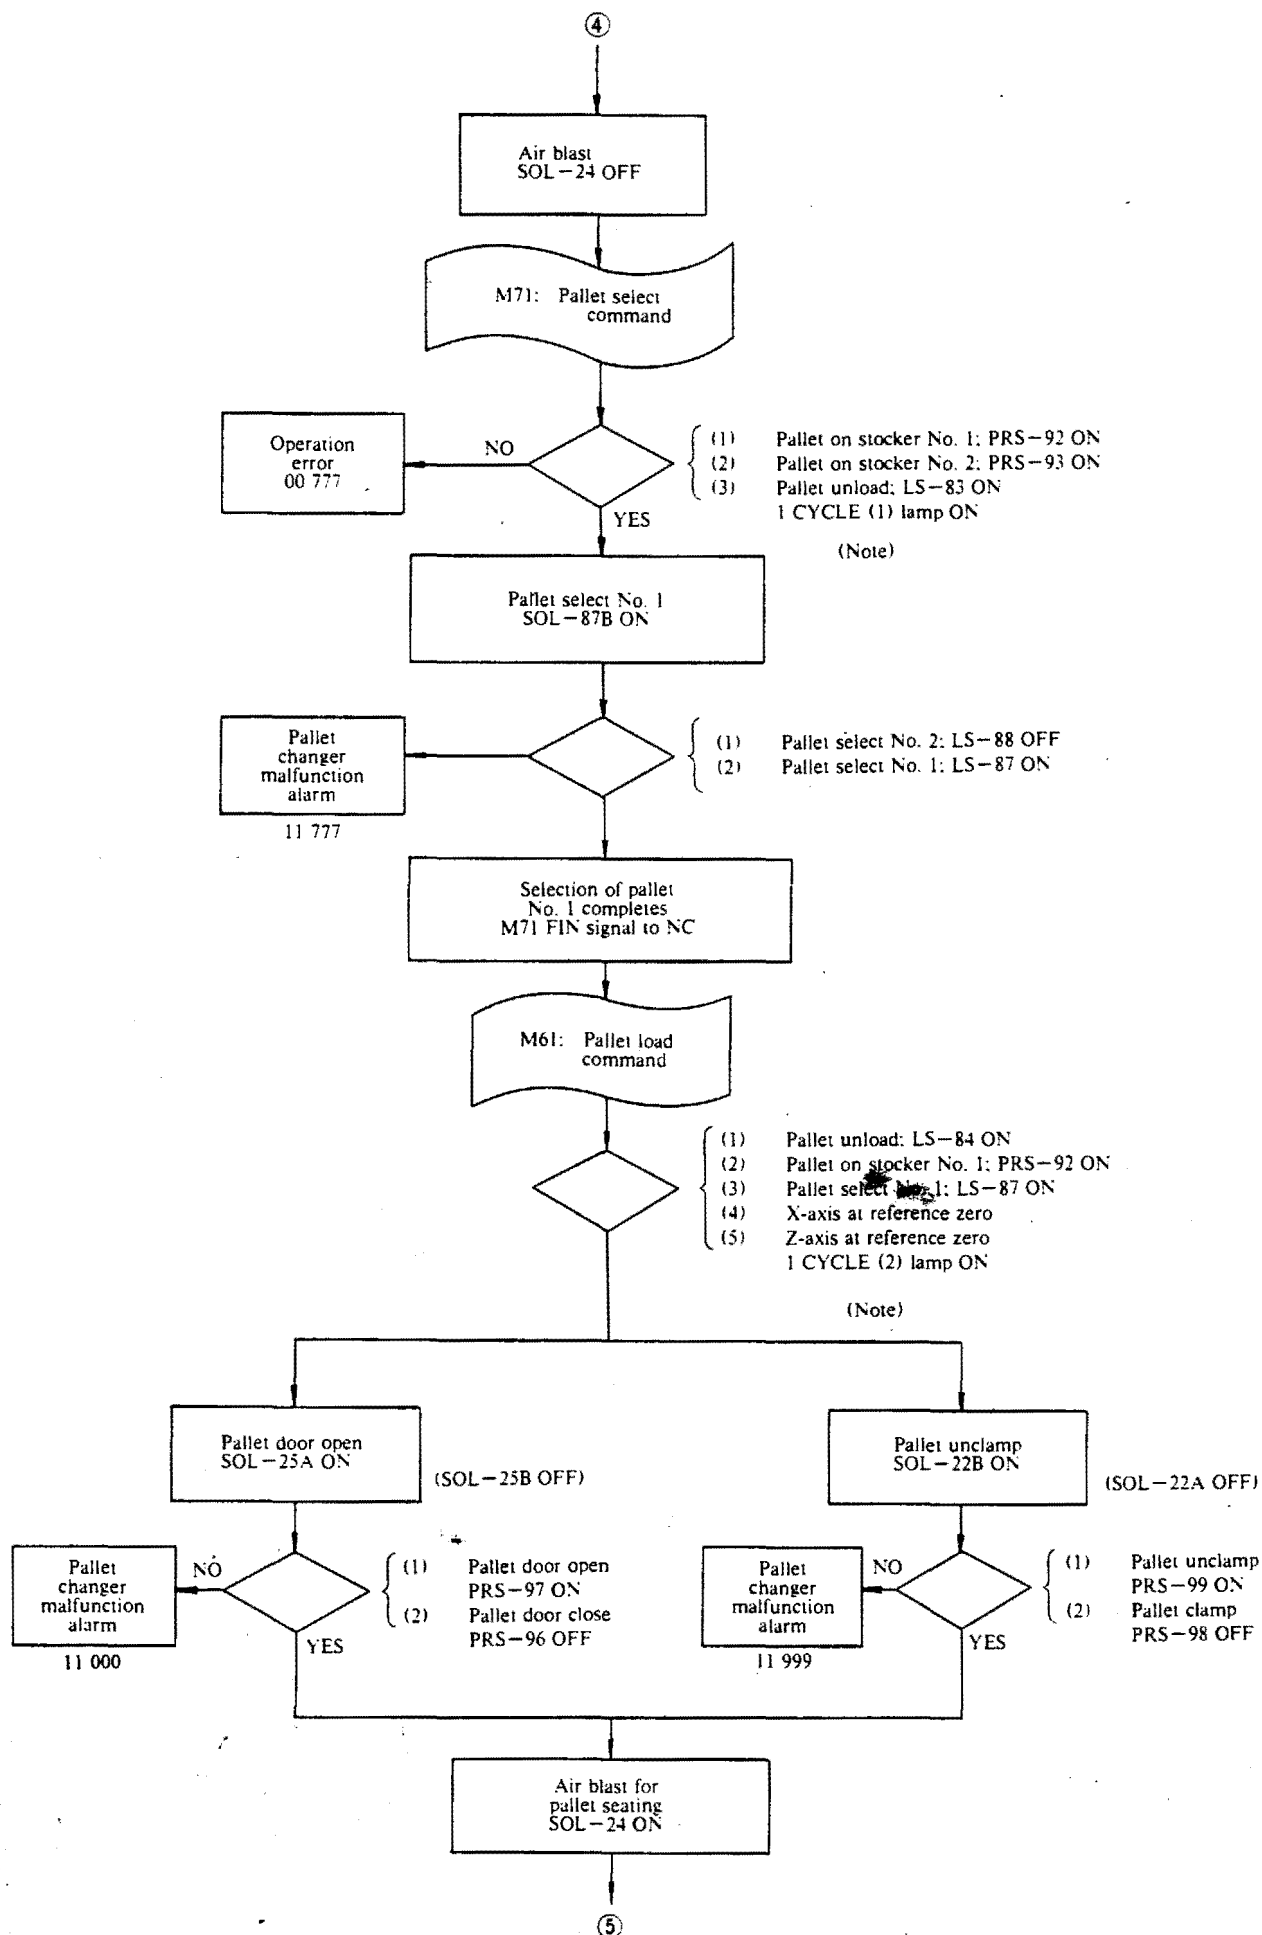 4
Air blast
SOL-24 OFF
M71: Pallet select
command
Operation
error
00 777
NO
YES
(1) Pallet on stocker No. 1; PRS-92 ON
(2) Pallet on stocker No. 2; PRS-93 ON
(3) Pallet unload; LS-83 ON
1 CYCLE (1) lamp ON
(Note)
Pallet select No. 1
SOL-87B ON
Pallet
changer
malfunction
alarm
11 777
(1) Pallet select No. 2; LS-88 OFF
(2) Pallet select No. 1; LS-87 ON
Selection of pallet
No. 1 completes
M71 FIN signal to NC
M61: Pallet load
command
(1) Pallet unload; LS-84 ON
(2) Pallet on stocker No. 1; PRS-92 ON
(3) Pallet select No. 1; LS-87 ON
(4) X-axis at reference zero
(5) Z-axis at reference zero
1 CYCLE (2) lamp ON
(Note)
Pallet door open
SOL-25A ON
(SOL-25B OFF)
Pallet unclamp
SOL-22B ON
(SOL-22A OFF)
Pallet
changer
malfunction
alarm
11 000
NO
YES
(1) Pallet door open
PRS-97 ON
(2) Pallet door close
PRS-96 OFF
Pallet
changer
malfunction
alarm
11 999
NO
YES
(1) Pallet unclamp
PRS-99 ON
(2) Pallet clamp
PRS-98 OFF
Air blast for
pallet seating
SOL-24 ON
5